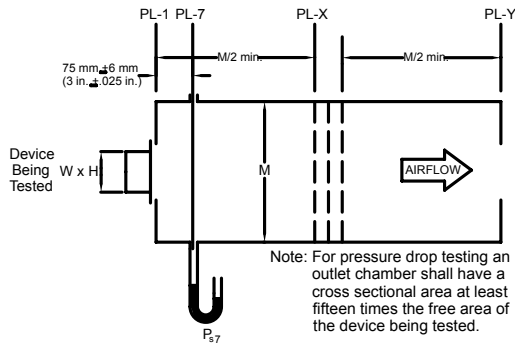 PL-1 PL-7 PL-X PL-Y
M/2 min. M/2 min.
75 mm ±6 mm
(3 in. ±.025 in.)
Device
Being
Tested
W x H
M
AIRFLOW
Note: For pressure drop testing an
outlet chamber shall have a
cross sectional area at least
fifteen times the free area of
the device being tested.
Ps7